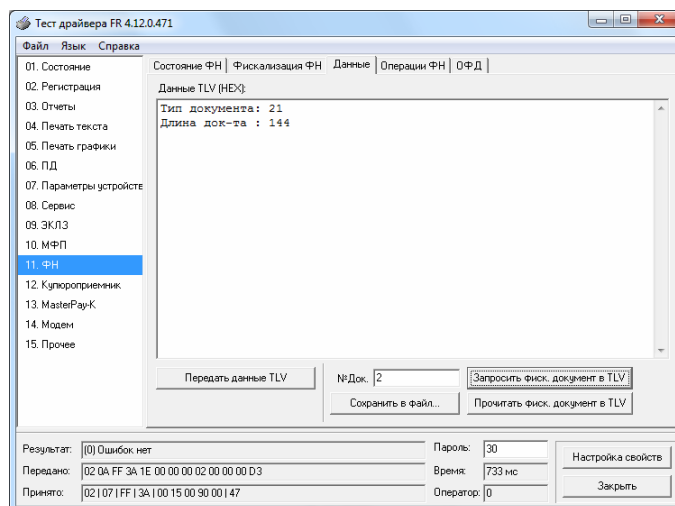 Тест драйвера FR 4.12.0.471
Файл Язык Справка
01. Состояние
02. Регистрация
03. Отчеты
04. Печать текста
05. Печать графики
06. ПД
07. Параметры устройств
08. Сервис
09. ЭКЛЗ
10. МФП
11. ФН
12. Купюроприемник
13. MasterPay-K
14. Модем
15. Прочее
Состояние ФН Фискализация ФН Данные Операции ФН ОФД
Данные TLV (HEX):
Тип документа: 21
Длина док-та : 144
Передать данные TLV
№Док. 2
Запросить фиск. документ в TLV
Сохранить в файл...
Прочитать фиск. документ в TLV
Результат: (0) Ошибок нет
Передано: 02 0A FF 3A 1E 00 00 00 02 00 00 00 D3
Принято: 02 | 07 | FF | 3A | 00 15 00 90 00 | 47
Пароль: 30
Время: 733 мс
Оператор: 0
Настройка свойств
Закрыть